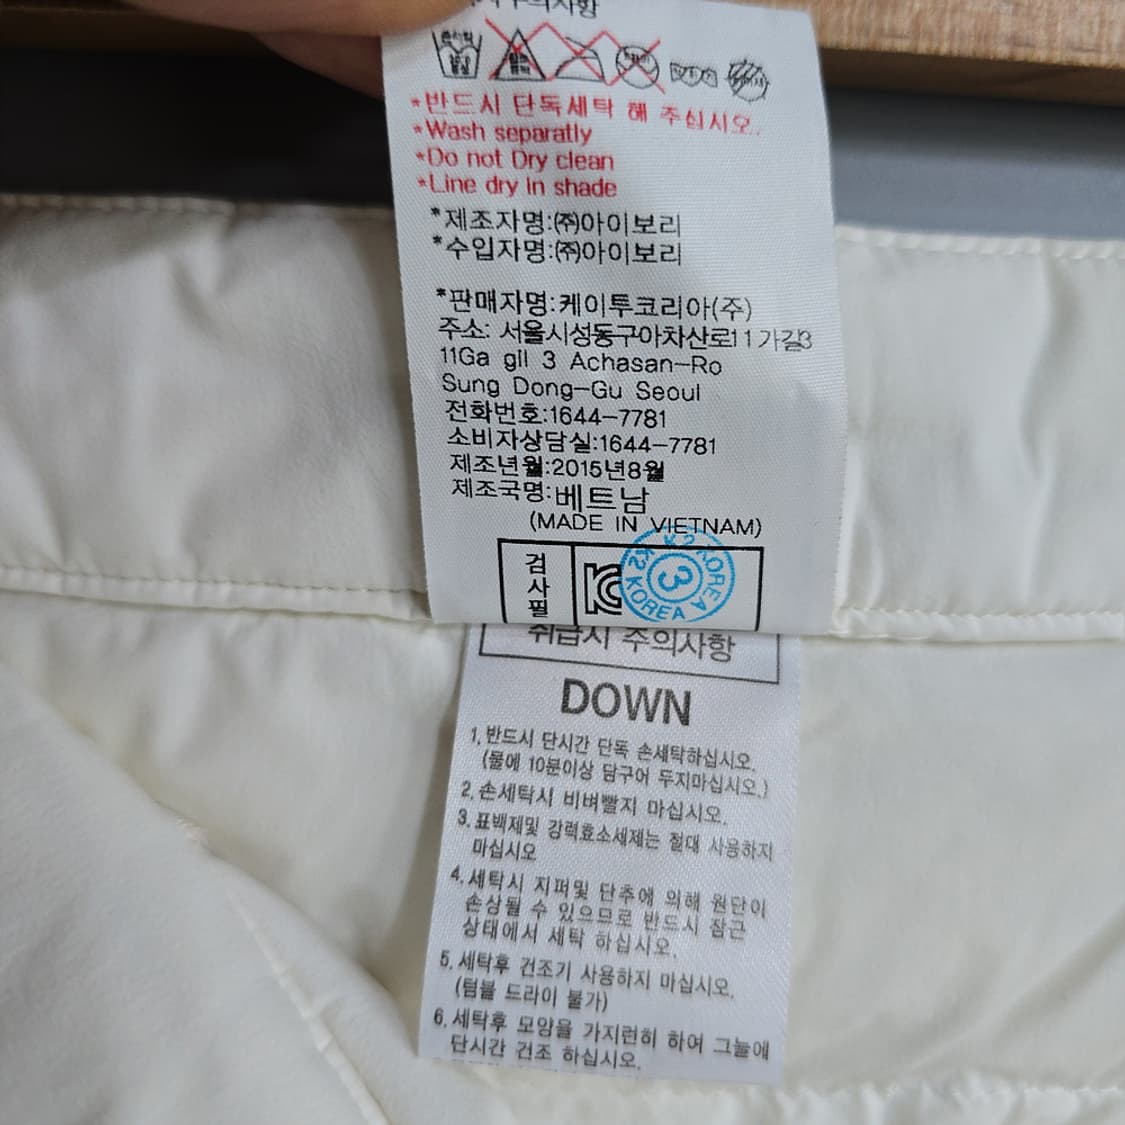 주의사항
*반드시 단독세탁 해 주십시오..
*Wash separatly
*Do not Dry clean
*Line dry in shade
*제조자명:㈜아이보리
*수입자명:㈜아이보리
*판매자명:케이투코리아(주)
주소: 서울시성동구아차산로11가길3
11Ga gil 3 Achasan-Ro
Sung Dong-Gu Seoul
전화번호:1644-7781
소비자상담실:1644-7781
제조년월:2015년8월
제조국명:베트남
(MADE IN VIETNAM)
검사필
K2 KOREA K2 KOREA
3
취급시 주의사항
DOWN
1. 반드시 단시간 단독 손세탁하십시오.
(물에 10분이상 담구어 두지마십시오.)
2. 손세탁시 비벼빨지 마십시오.
3. 표백제및 강력효소세제는 절대 사용하지
마십시오
4. 세탁시 지퍼및 단추에 의해 원단이
손상될 수 있으므로 반드시 잠근
상태에서 세탁 하십시오.
5. 세탁후 건조기 사용하지 마십시오.
(텀블 드라이 불가)
6. 세탁후 모양을 가지런히 하여 그늘에
단시간 건조 하십시오.